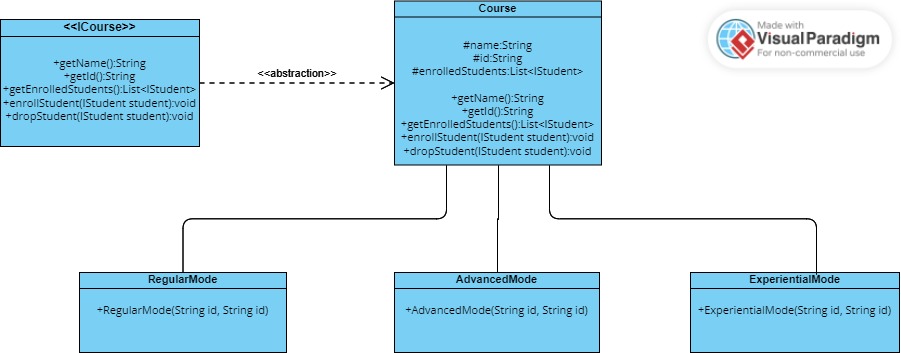 <<ICourse>>
+getName():String
+getId():String
+getEnrolledStudents():List<IStudent>
+enrollStudent(IStudent student):void
+dropStudent(IStudent student):void
<<abstraction>>
Course
#name:String
#id:String
#enrolledStudents:List<IStudent>
+getName():String
+getId():String
+getEnrolledStudents():List<IStudent>
+enrollStudent(IStudent student):void
+dropStudent(IStudent student):void
Made with
Visual Paradigm
For non-commercial use
RegularMode
+RegularMode(String id, String id)
AdvancedMode
+AdvancedMode(String id, String id)
ExperientialMode
+ExperientialMode(String id, String id)